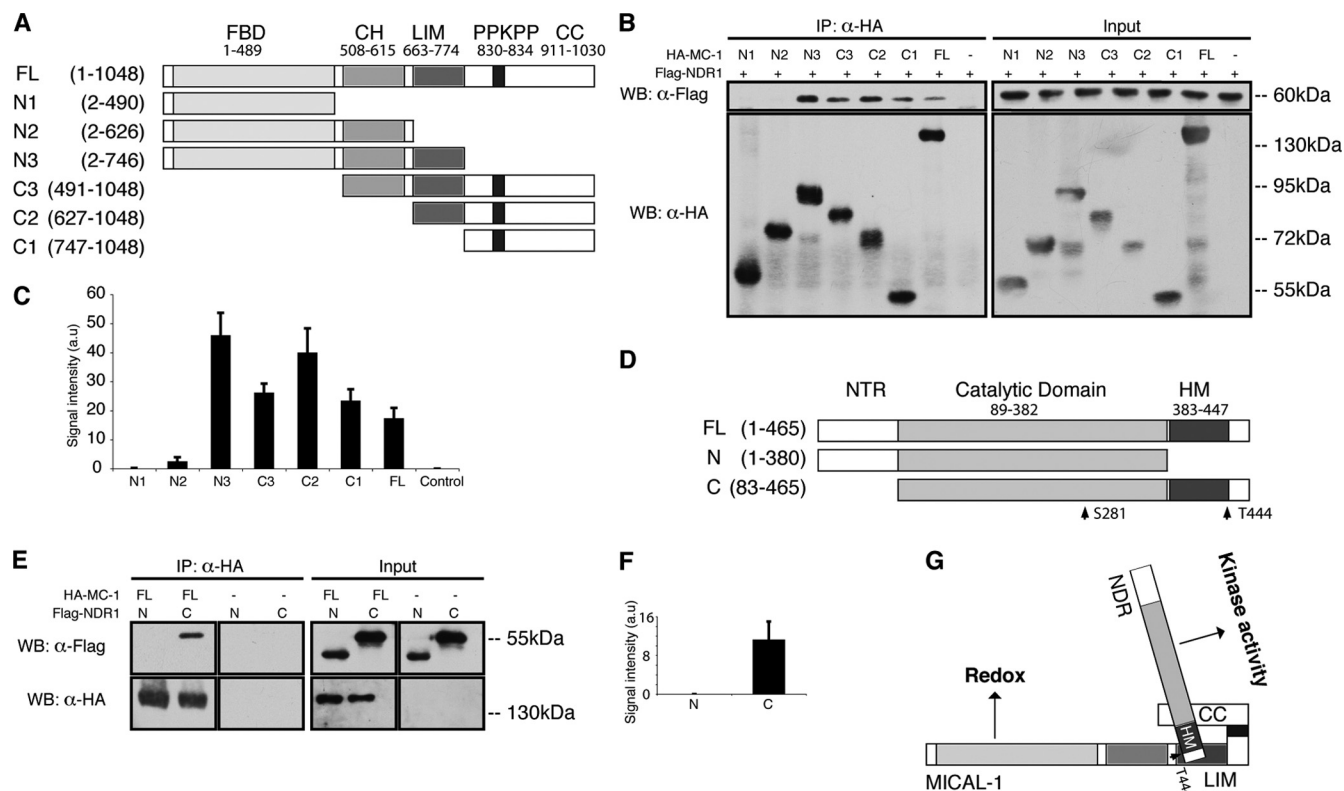 A
FBD CH LIM PPKPP CC
1-489 508-615 663-774 830-834 911-1030
FL (1-1048)
N1 (2-490)
N2 (2-626)
N3 (2-746)
C3 (491-1048)
C2 (627-1048)
C1 (747-1048)
B
IP: α-HA Input
HA-MC-1 N1 N2 N3 C3 C2 C1 FL - N1 N2 N3 C3 C2 C1 FL -
Flag-NDR1 + + + + + + + + + + + + + + + +
WB: α-Flag -- 60kDa
-- 130kDa
-- 95kDa
WB: α-HA
-- 72kDa
-- 55kDa
C
Signal intensity (a.u)
60
50
40
30
20
10
0
N1 N2 N3 C3 C2 C1 FL Control
D
NTR Catalytic Domain HM
89-382 383-447
FL (1-465)
N (1-380)
C (83-465)
S281 T444
E
IP: α-HA Input
HA-MC-1 FL FL - - FL FL - -
Flag-NDR1 N C N C N C N C
WB: α-Flag -- 55kDa
WB: α-HA
-- 130kDa
F
Signal intensity (a.u)
16
8
0
N C
G
NDR
Kinase activity
Redox
CC
HM
T44
MICAL-1 LIM